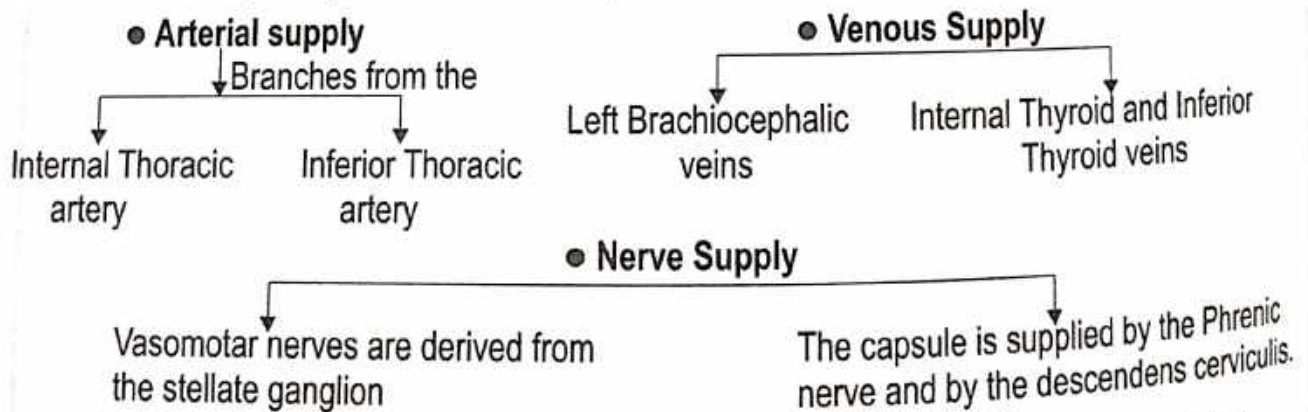 ● Arterial supply
Branches from the
Internal Thoracic
artery
Inferior Thoracic
artery
● Venous Supply
Left Brachiocephalic
veins
Internal Thyroid and Inferior
Thyroid veins
● Nerve Supply
Vasomotar nerves are derived from
the stellate ganglion
The capsule is supplied by the Phrenic
nerve and by the descendens cerviculis.